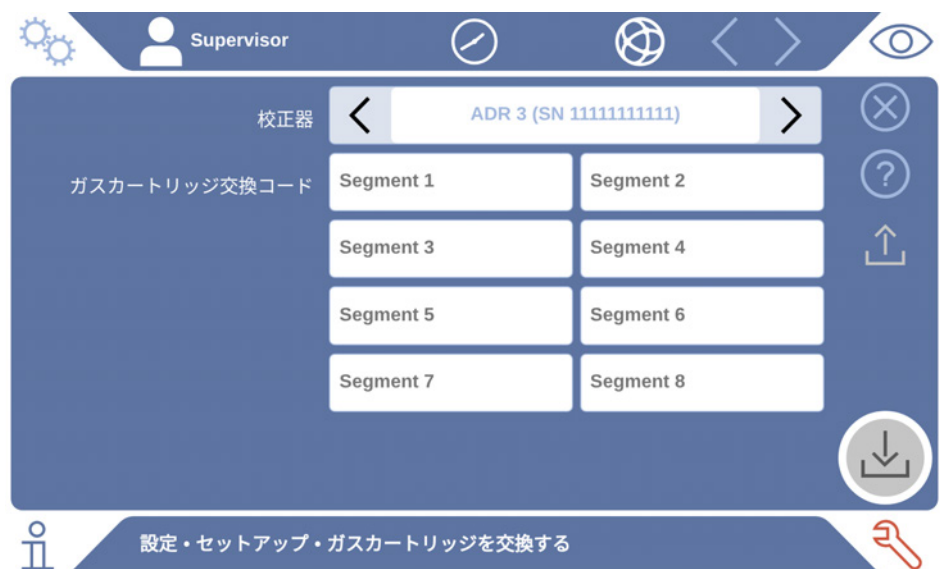 Supervisor
校正器
ADR 3 (SN 11111111111)
ガスカートリッジ交換コード
Segment 1
Segment 2
Segment 3
Segment 4
Segment 5
Segment 6
Segment 7
Segment 8
設定・セットアップ・ガスカートリッジを交換する